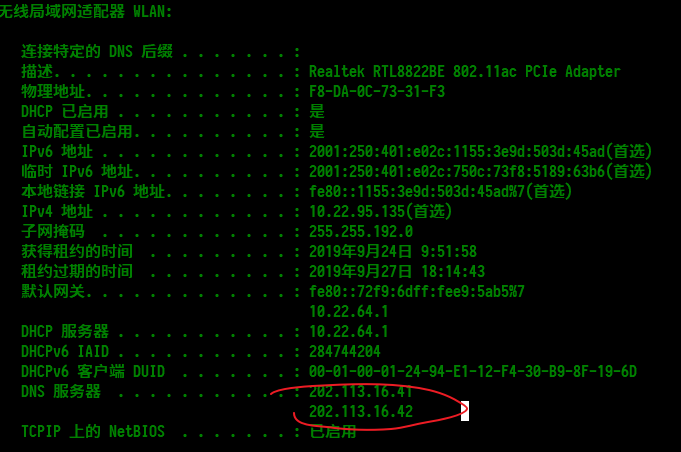 无线局域网适配器 WLAN:
连接特定的 DNS 后缀 . . . . . . . :
描述. . . . . . . . . . . . . . . : Realtek RTL8822BE 802.11ac PCIe Adapter
物理地址. . . . . . . . . . . . . : F8-DA-0C-73-31-F3
DHCP 已启用 . . . . . . . . . . . : 是
自动配置已启用. . . . . . . . . . : 是
IPv6 地址 . . . . . . . . . . . . : 2001:250:401:e02c:1155:3e9d:503d:45ad(首选)
临时 IPv6 地址. . . . . . . . . . : 2001:250:401:e02c:750c:73f8:5189:63b6(首选)
本地链接 IPv6 地址. . . . . . . . : fe80::1155:3e9d:503d:45ad%7(首选)
IPv4 地址 . . . . . . . . . . . . : 10.22.95.135(首选)
子网掩码  . . . . . . . . . . . . : 255.255.192.0
获得租约的时间  . . . . . . . . . : 2019年9月24日 9:51:58
租约过期的时间  . . . . . . . . . : 2019年9月27日 18:14:43
默认网关. . . . . . . . . . . . . : fe80::72f9:6dff:fee9:5ab5%7
10.22.64.1
DHCP 服务器 . . . . . . . . . . . : 10.22.64.1
DHCPv6 IAID . . . . . . . . . . . : 284744204
DHCPv6 客户端 DUID  . . . . . . . : 00-01-00-01-24-94-E1-12-F4-30-B9-8F-19-6D
DNS 服务器  . . . . . . . . . . . : 202.113.16.41
202.113.16.42
TCPIP 上的 NetBIOS  . . . . . . . : 已启用